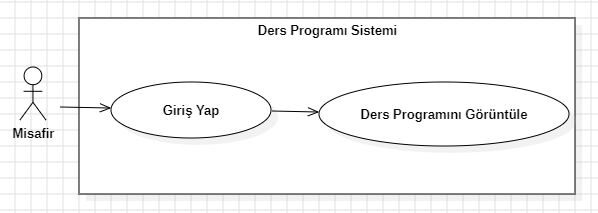 Ders Programı Sistemi
Giriş Yap
Ders Programını Görüntüle
Misafir